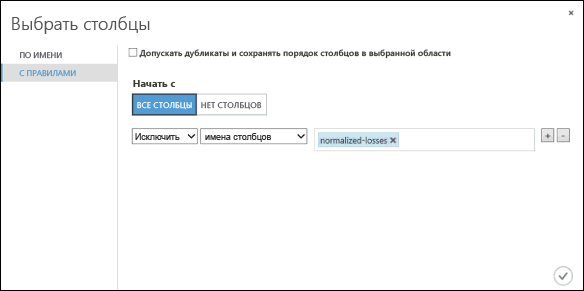 Выбрать столбцы
ПО ИМЕНИ
С ПРАВИЛАМИ
Допускать дубликаты и сохранять порядок столбцов в выбранной области
Начать с
ВСЕ СТОЛБЦЫ НЕТ СТОЛБЦОВ
Исключить имена столбцов normalized-losses × + -